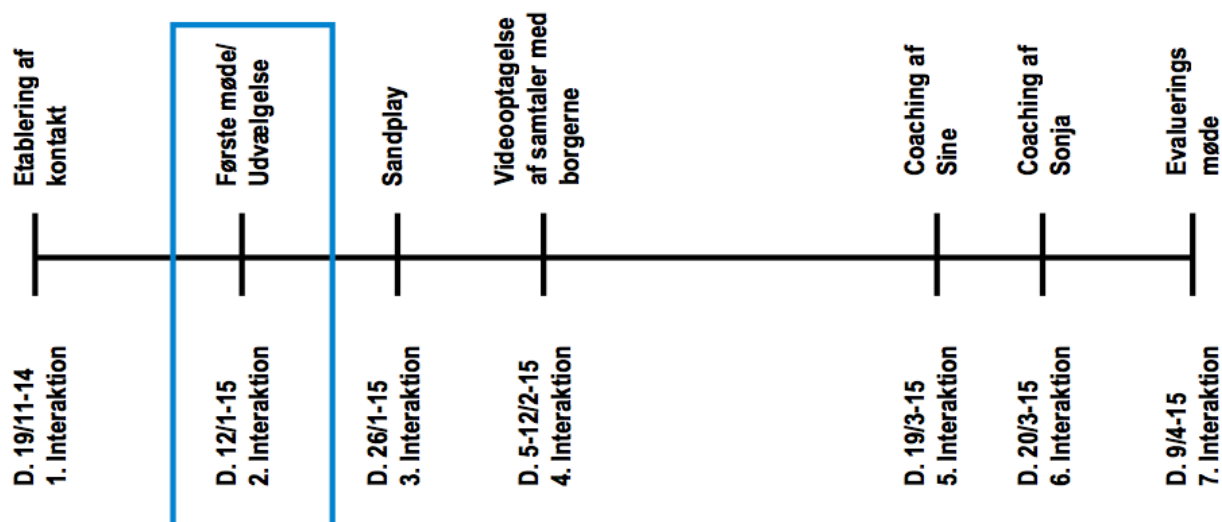 Etablering af
kontakt
D. 19/11-14
1. Interaktion
Første møde/
Udvælgelse
D. 12/1-15
2. Interaktion
Sandplay
D. 26/1-15
3. Interaktion
Videooptagelse
af samtaler med
borgerne
D. 5-12/2-15
4. Interaktion
Coaching af
Sine
D. 19/3-15
5. Interaktion
Coaching af
Sonja
D. 20/3-15
6. Interaktion
Evaluerings
møde
D. 9/4-15
7. Interaktion